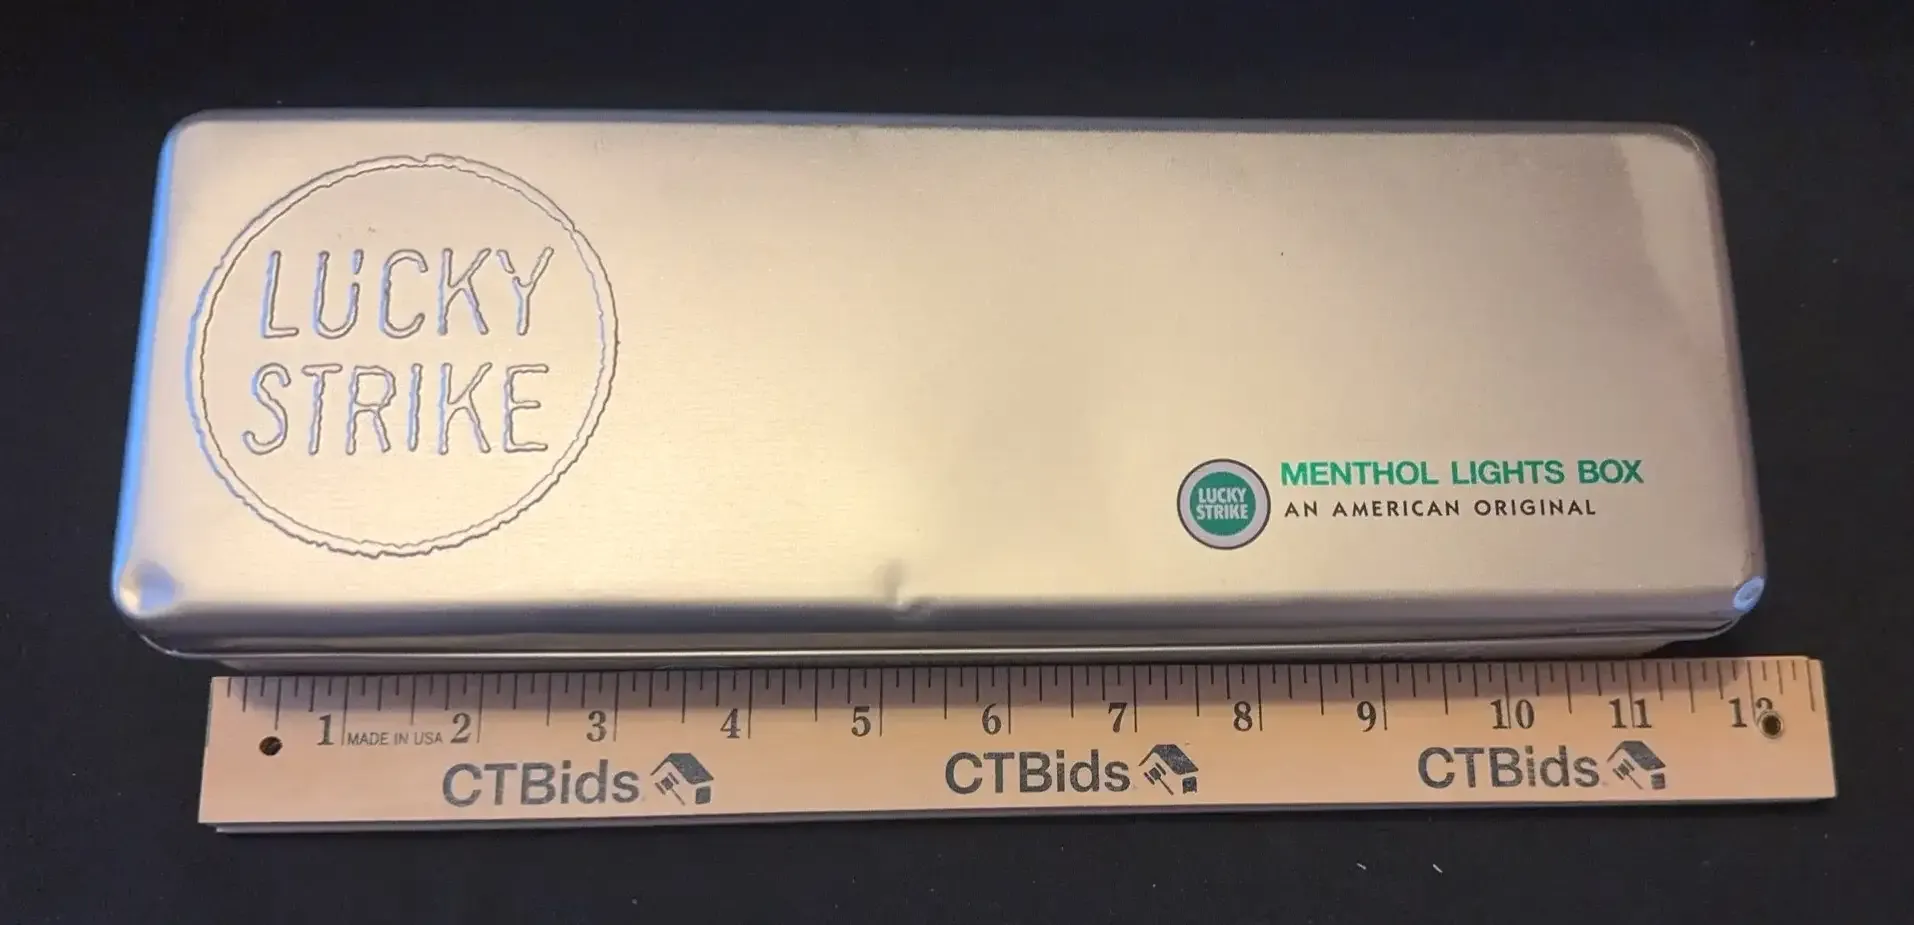 LUCKY
STRIKE
LUCKY
STRIKE
MENTHOL LIGHTS BOX
AN AMERICAN ORIGINAL
1 2 3 4 5 6 7 8 9 10 11 12
MADE IN USA
CTBids CTBids CTBids